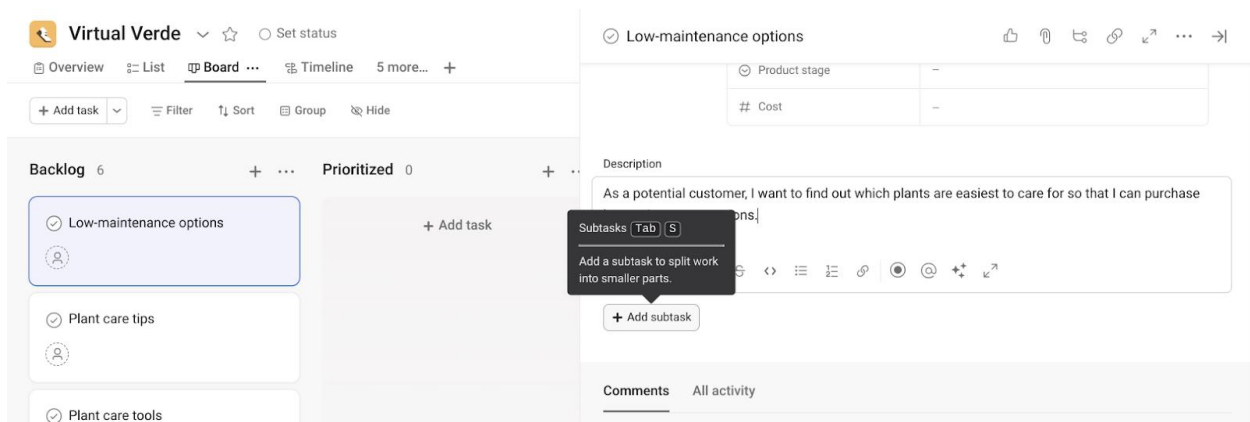 Virtual Verde
Set status
Overview
List
Board
Timeline
5 more...
+ Add task
Filter
Sort
Group
Hide
Backlog 6
Prioritized 0
Low-maintenance options
+ Add task
Plant care tips
Plant care tools
Low-maintenance options
Product stage –
# Cost –
Description
As a potential customer, I want to find out which plants are easiest to care for so that I can purchase
ons.
Subtasks Tab S
Add a subtask to split work
into smaller parts.
+ Add subtask
Comments
All activity